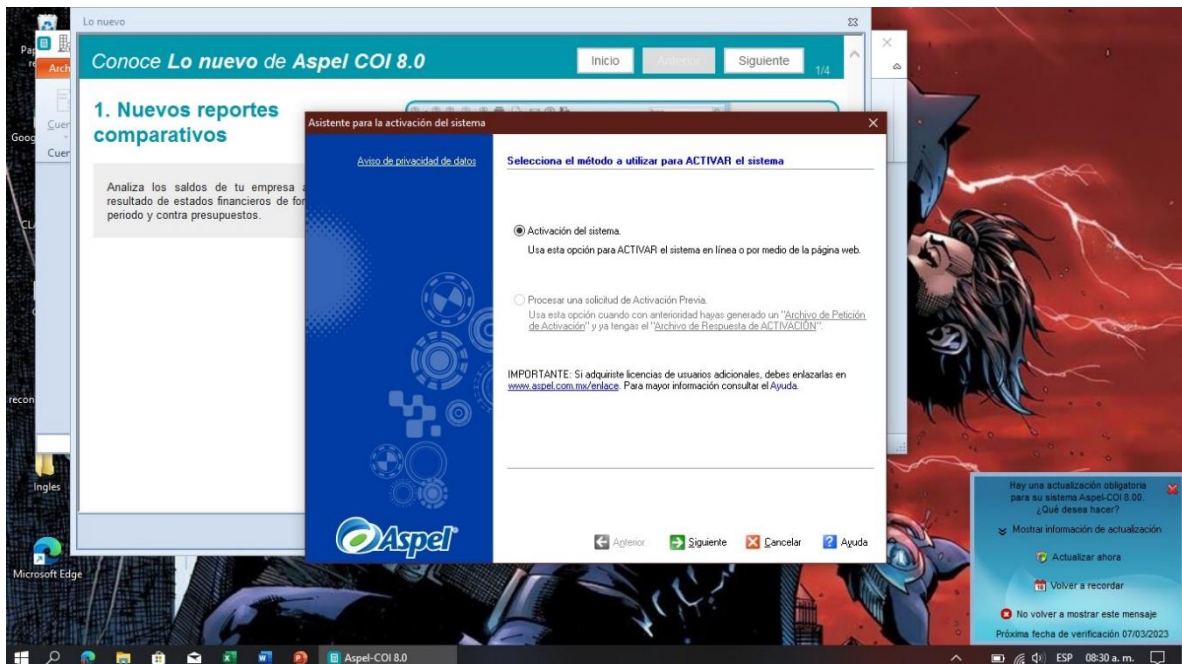 Lo nuevo
Conoce Lo nuevo de Aspel COI 8.0
Inicio
Anterior
Siguiente
1/4
1. Nuevos reportes
comparativos
Analiza los saldos de tu empresa
resultado de estados financieros de
periodo y contra presupuestos.
Asistente para la activación del sistema
Aviso de privacidad de datos
Selecciona el método a utilizar para ACTIVAR el sistema
Activación del sistema.
Usa esta opción para ACTIVAR el sistema en línea o por medio de la página web.
Procesar una solicitud de Activación Previa.
Usa esta opción cuando con anterioridad hayas generado un "Archivo de Petición
de Activación" y ya tengas el "Archivo de Respuesta de ACTIVACIÓN".
IMPORTANTE: Si adquiriste licencias de usuarios adicionales, debes enlazarlas en
www.aspel.com.mx/enlace. Para mayor información consultar el Ayuda.
Aspel
Anterior
Siguiente
Cancelar
Ayuda
Arch
Cuen
Cuen
Goog
recon
Ingles
Microsoft Edge
Hay una actualización obligatoria
para su sistema Aspel-COI 8.00.
¿Qué desea hacer?
Mostrar información de actualización
Actualizar ahora
Volver a recordar
No volver a mostrar este mensaje
Próxima fecha de verificación 07/03/2023
Aspel-COI 8.0
ESP
08:30 a. m.